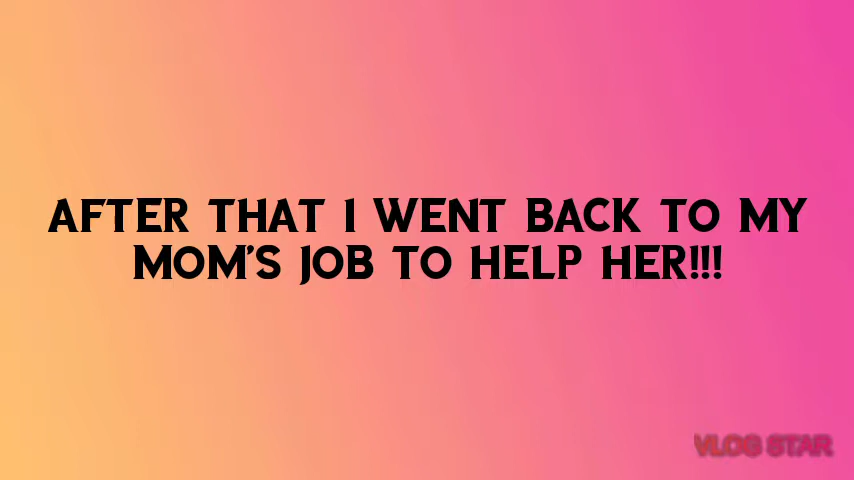 AFTER THAT I WENT BACK TO MY
MOM'S JOB TO HELP HER!!!
VLOG STAR